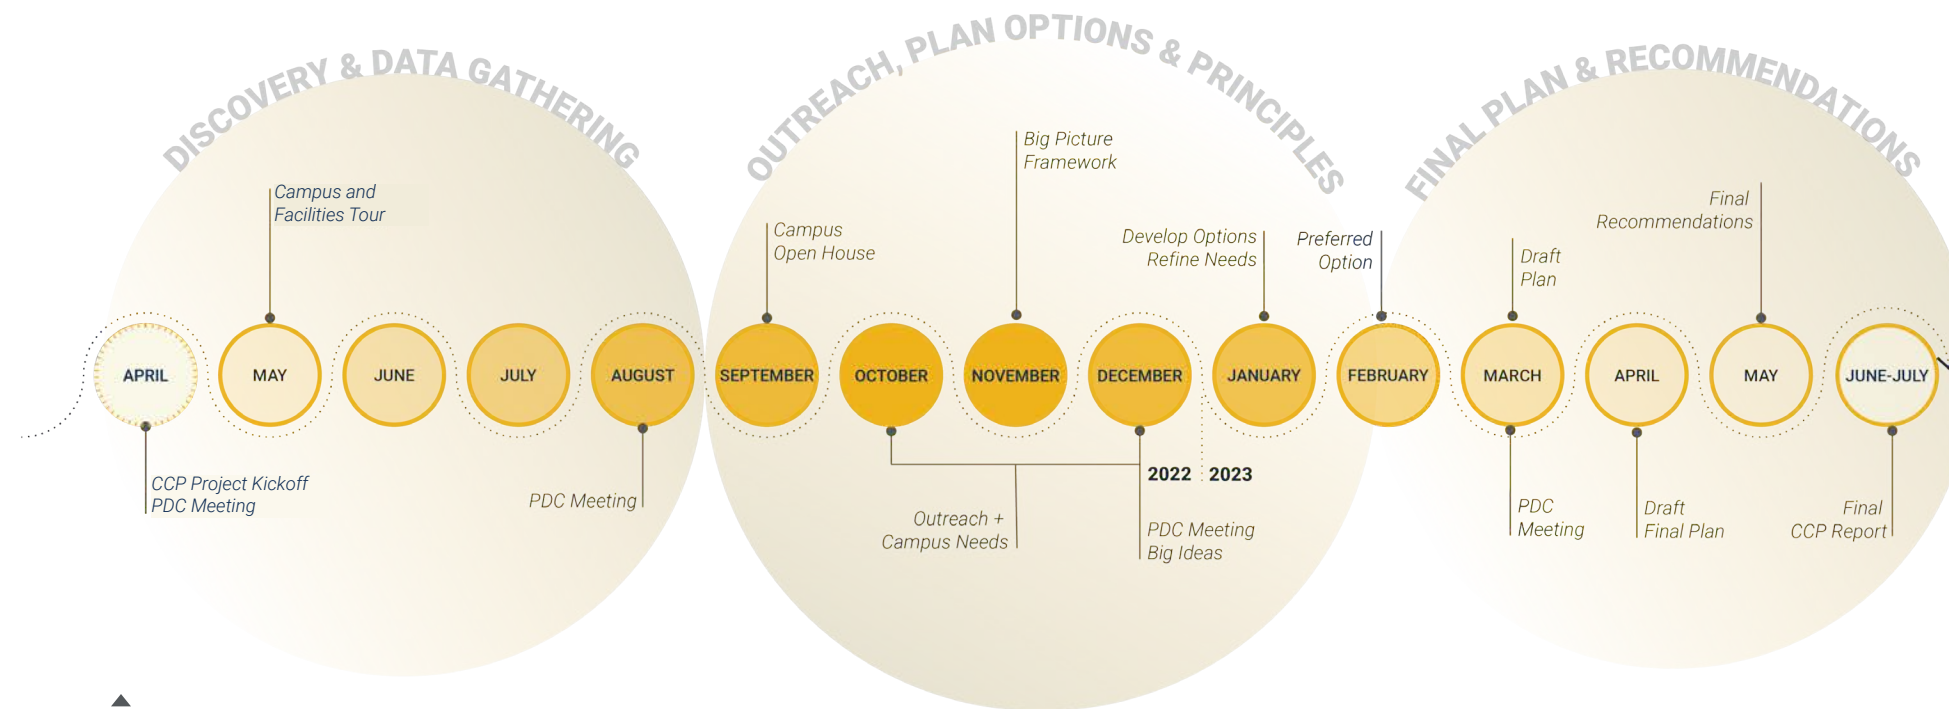 DISCOVERY & DATA GATHERING
OUTREACH, PLAN OPTIONS & PRINCIPLES
FINAL PLAN & RECOMMENDATIONS
Campus and
Facilities Tour
Campus
Open House
Big Picture
Framework
Develop Options
Refine Needs
Preferred
Option
Draft
Plan
Final
Recommendations
APRIL
MAY
JUNE
JULY
AUGUST
SEPTEMBER
OCTOBER
NOVEMBER
DECEMBER
JANUARY
FEBRUARY
MARCH
APRIL
MAY
JUNE-JULY
CCP Project Kickoff
PDC Meeting
PDC Meeting
Outreach +
Campus Needs
2022
2023
PDC Meeting
Big Ideas
PDC
Meeting
Draft
Final Plan
Final
CCP Report